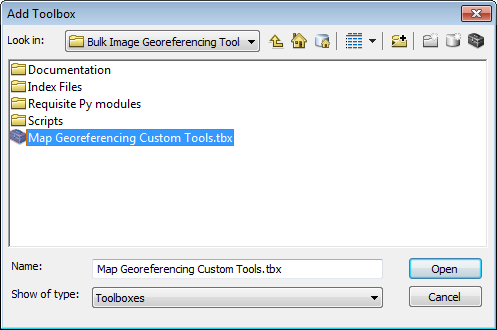 Add Toolbox
Look in: Bulk Image Georeferencing Tool
Documentation
Index Files
Requisite Py modules
Scripts
Map Georeferencing Custom Tools.tbx
Name: Map Georeferencing Custom Tools.tbx Open
Show of type: Toolboxes Cancel